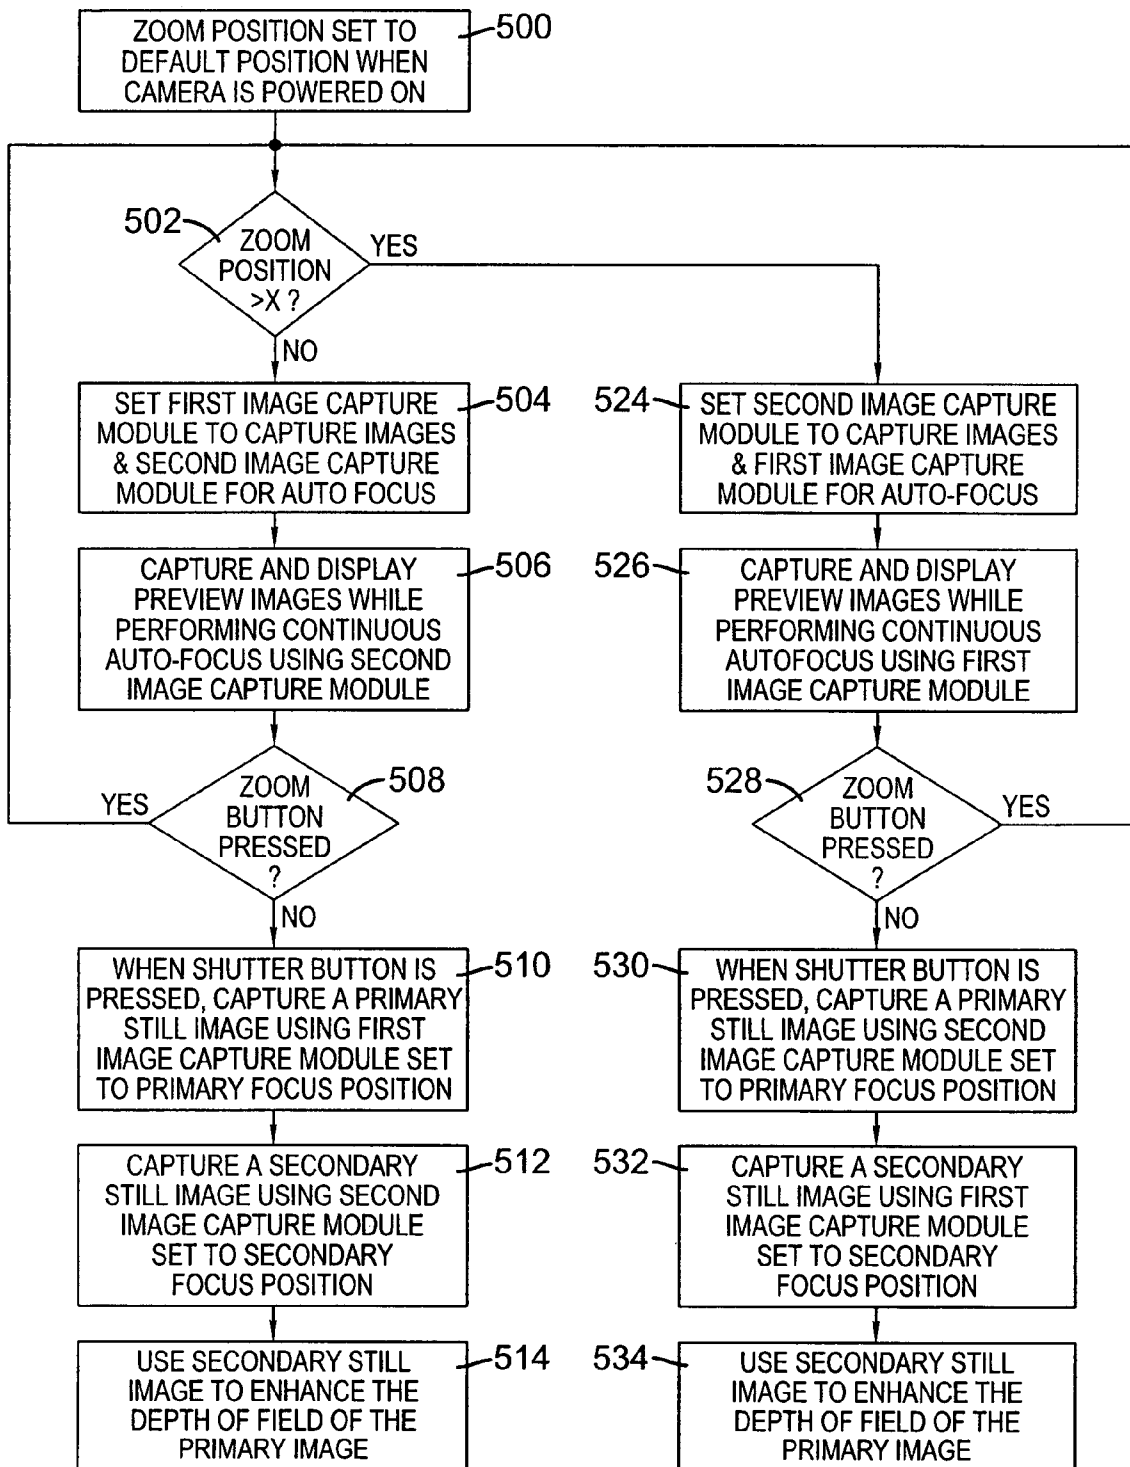 ZOOM POSITION SET TO
DEFAULT POSITION WHEN
CAMERA IS POWERED ON
500
502
ZOOM
POSITION
>X ?
YES
NO
SET FIRST IMAGE CAPTURE
MODULE TO CAPTURE IMAGES
& SECOND IMAGE CAPTURE
MODULE FOR AUTO FOCUS
504
CAPTURE AND DISPLAY
PREVIEW IMAGES WHILE
PERFORMING CONTINUOUS
AUTO-FOCUS USING SECOND
IMAGE CAPTURE MODULE
506
ZOOM
BUTTON
PRESSED
?
508
YES
NO
WHEN SHUTTER BUTTON IS
PRESSED, CAPTURE A PRIMARY
STILL IMAGE USING FIRST
IMAGE CAPTURE MODULE SET
TO PRIMARY FOCUS POSITION
510
CAPTURE A SECONDARY
STILL IMAGE USING SECOND
IMAGE CAPTURE MODULE
SET TO SECONDARY
FOCUS POSITION
512
USE SECONDARY STILL
IMAGE TO ENHANCE THE
DEPTH OF FIELD OF THE
PRIMARY IMAGE
514
524
SET SECOND IMAGE CAPTURE
MODULE TO CAPTURE IMAGES
& FIRST IMAGE CAPTURE
MODULE FOR AUTO-FOCUS
526
CAPTURE AND DISPLAY
PREVIEW IMAGES WHILE
PERFORMING CONTINUOUS
AUTOFOCUS USING FIRST
IMAGE CAPTURE MODULE
528
ZOOM
BUTTON
PRESSED
?
YES
NO
530
WHEN SHUTTER BUTTON IS
PRESSED, CAPTURE A PRIMARY
STILL IMAGE USING SECOND
IMAGE CAPTURE MODULE SET
TO PRIMARY FOCUS POSITION
532
CAPTURE A SECONDARY
STILL IMAGE USING FIRST
IMAGE CAPTURE MODULE
SET TO SECONDARY
FOCUS POSITION
534
USE SECONDARY STILL
IMAGE TO ENHANCE THE
DEPTH OF FIELD OF THE
PRIMARY IMAGE